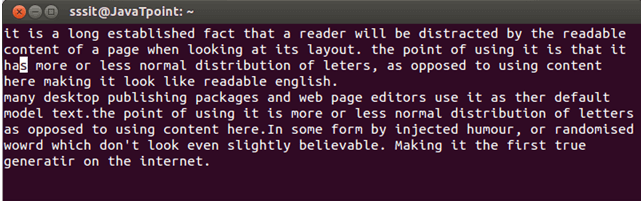 sssit@JavaTpoint: ~
it is a long established fact that a reader will be distracted by the readable
content of a page when looking at its layout. the point of using it is that it
has more or less normal distribution of leters, as opposed to using content
here making it look like readable english.
many desktop publishing packages and web page editors use it as ther default
model text.the point of using it is more or less normal distribution of letters
as opposed to using content here.In some form by injected humour, or randomised
wowrd which don't look even slightly believable. Making it the first true
generatir on the internet.